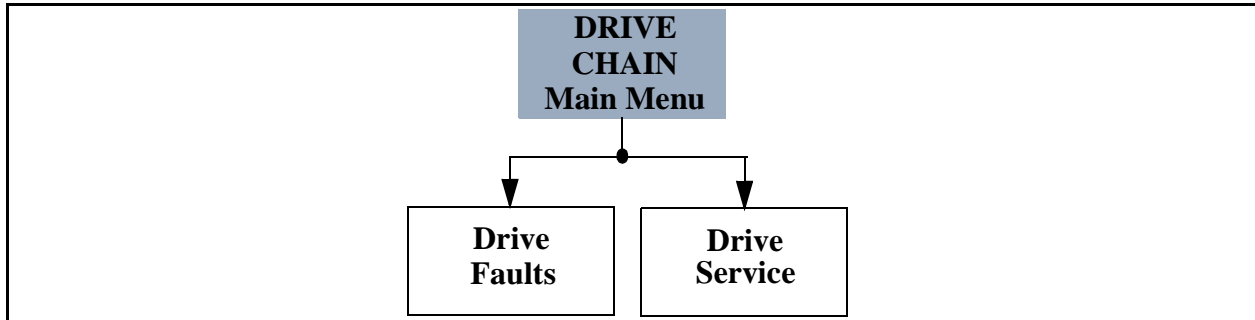 DRIVE
CHAIN
Main Menu
Drive
Faults
Drive
Service